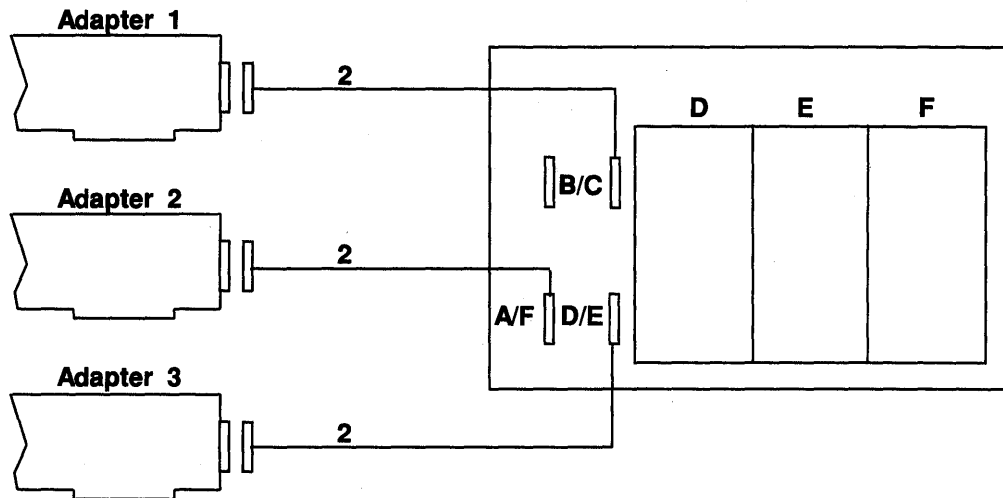 Adapter 1
2
D E F
B/C
Adapter 2
2
A/F D/E
Adapter 3
2